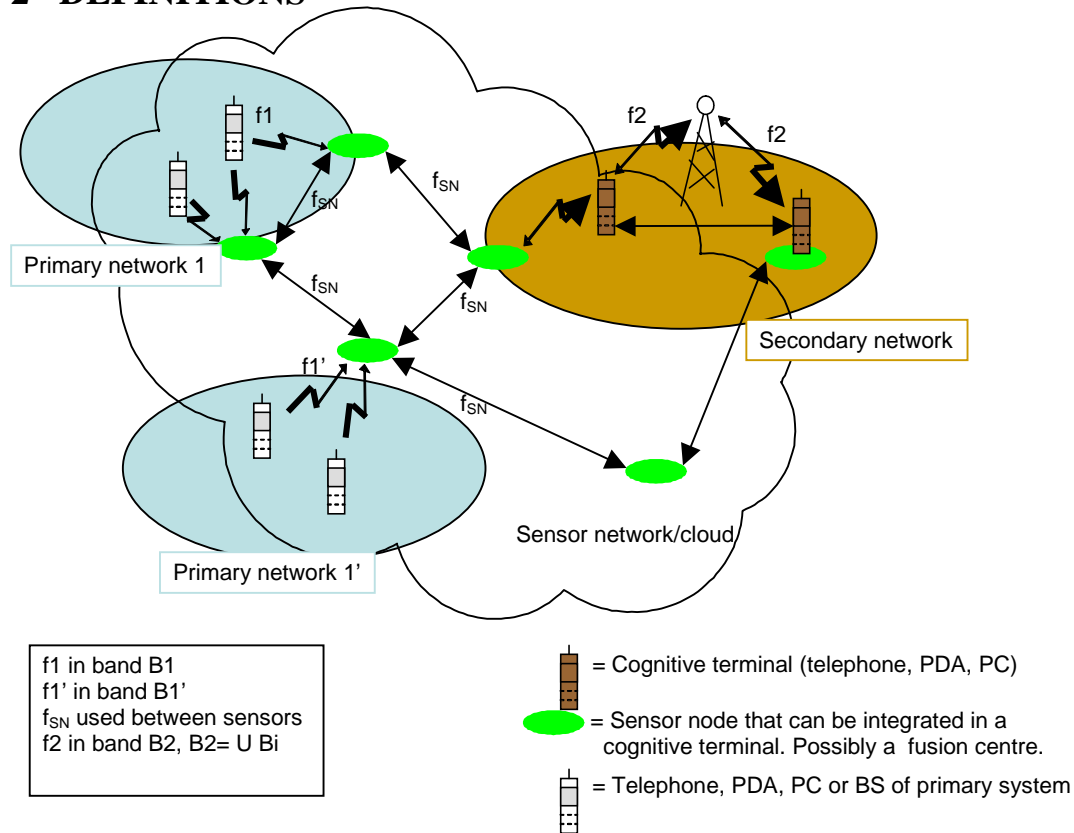 2 DEFINITIONS
f1
f2
f2
fSN
fSN
Primary network 1
fSN
fSN
Secondary network
f1’
fSN
Sensor network/cloud
Primary network 1’
f1 in band B1
f1’ in band B1’
fSN used between sensors
f2 in band B2, B2= U Bi
= Cognitive terminal (telephone, PDA, PC)
= Sensor node that can be integrated in a
cognitive terminal. Possibly a fusion centre.
= Telephone, PDA, PC or BS of primary system